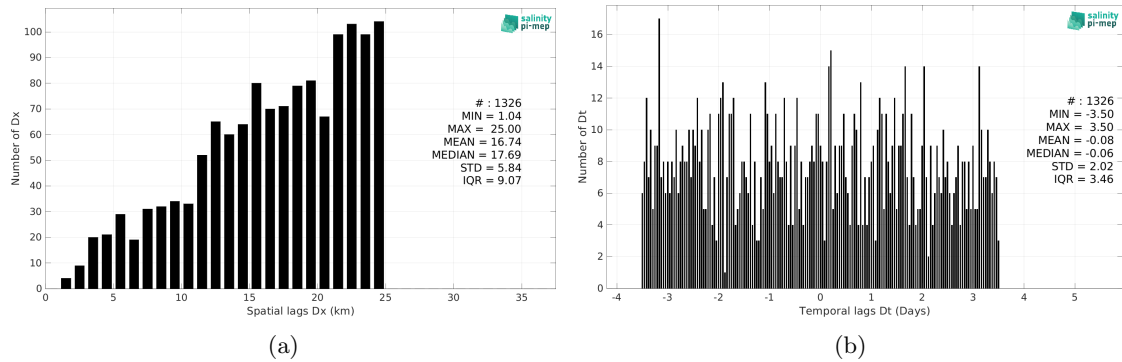 salinity
pi-mep
100
90
80
70
60
50
40
30
20
10
0
Number of Dx
# : 1326
MIN = 1.04
MAX = 25.00
MEAN = 16.74
MEDIAN = 17.69
STD = 5.84
IQR = 9.07
0 5 10 15 20 25 30 35
Spatial lags Dx (km)
(a)
salinity
pi-mep
16
14
12
10
8
6
4
2
0
Number of Dt
# : 1326
MIN = -3.50
MAX = 3.50
MEAN = -0.08
MEDIAN = -0.06
STD = 2.02
IQR = 3.46
-4 -3 -2 -1 0 1 2 3 4 5
Temporal lags Dt (Days)
(b)